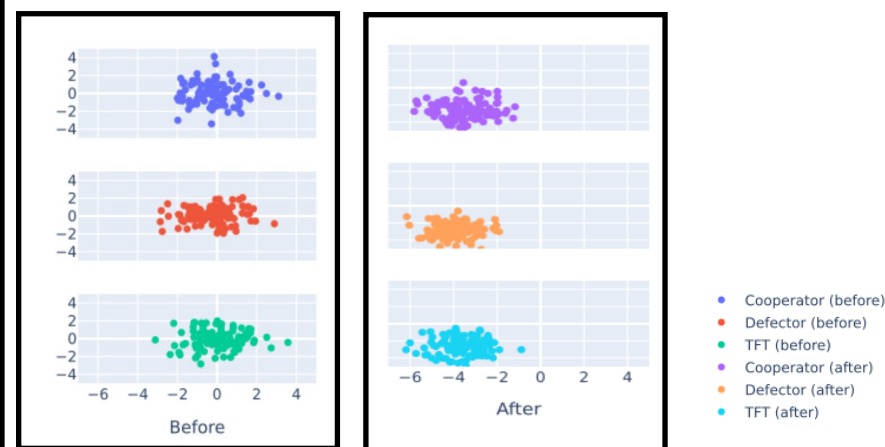 4
2
0
−2
−4
4
2
0
−2
−4
4
2
0
−2
−4
−6 −4 −2 0 2 4
Before
−6 −4 −2 0 2 4
After
Cooperator (before)
Defector (before)
TFT (before)
Cooperator (after)
Defector (after)
TFT (after)